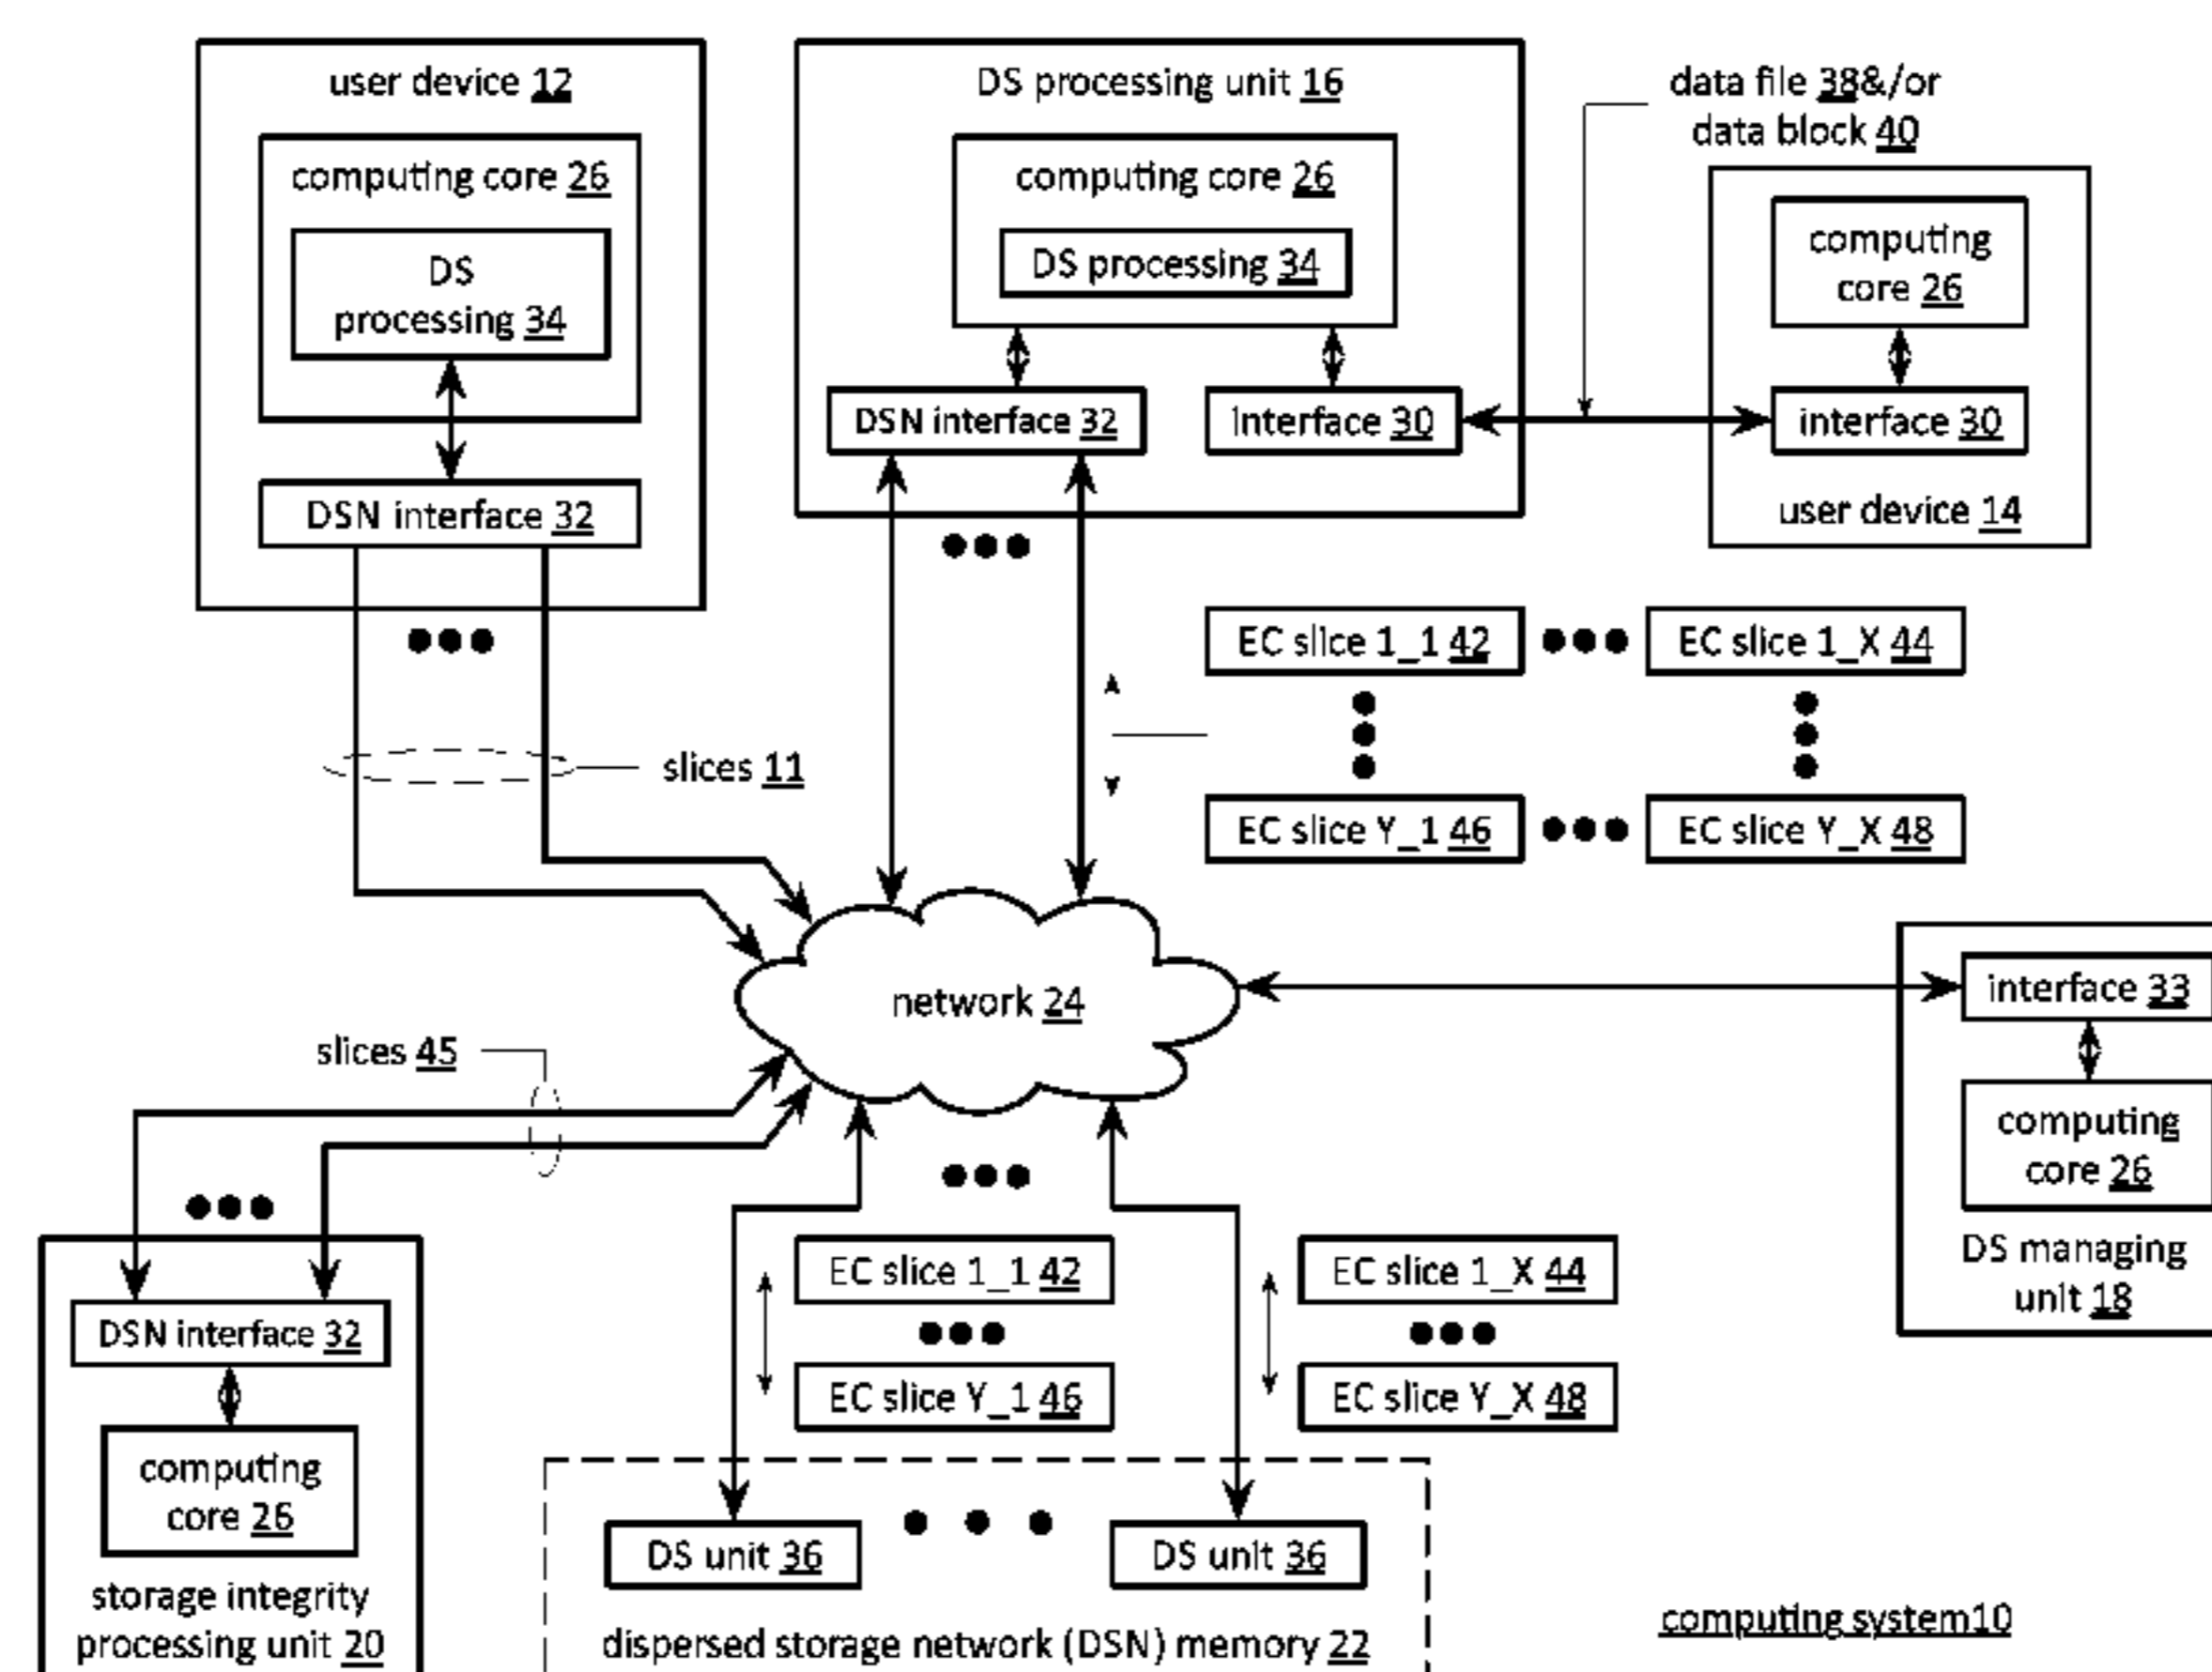 user device 12
computing core 26
DS
processing 34
DSN interface 32
DS processing unit 16
computing core 26
DS processing 34
DSN interface 32
interface 30
data file 38&/or
data block 40
computing
core 26
interface 30
user device 14
slices 11
EC slice 1_1 42
EC slice 1_X 44
EC slice Y_1 46
EC slice Y_X 48
network 24
interface 33
computing
core 26
DS managing
unit 18
slices 45
DSN interface 32
computing
core 26
storage integrity
processing unit 20
EC slice 1_1 42
EC slice 1_X 44
EC slice Y_1 46
EC slice Y_X 48
DS unit 36
DS unit 36
dispersed storage network (DSN) memory 22
computing system10